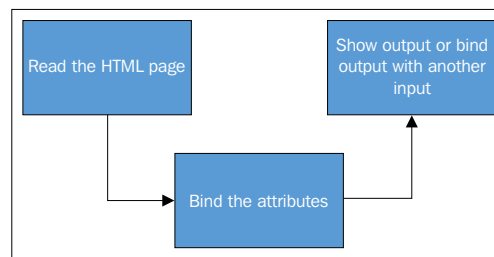 Read the HTML page
Show output or bind
output with another
input
Bind the attributes